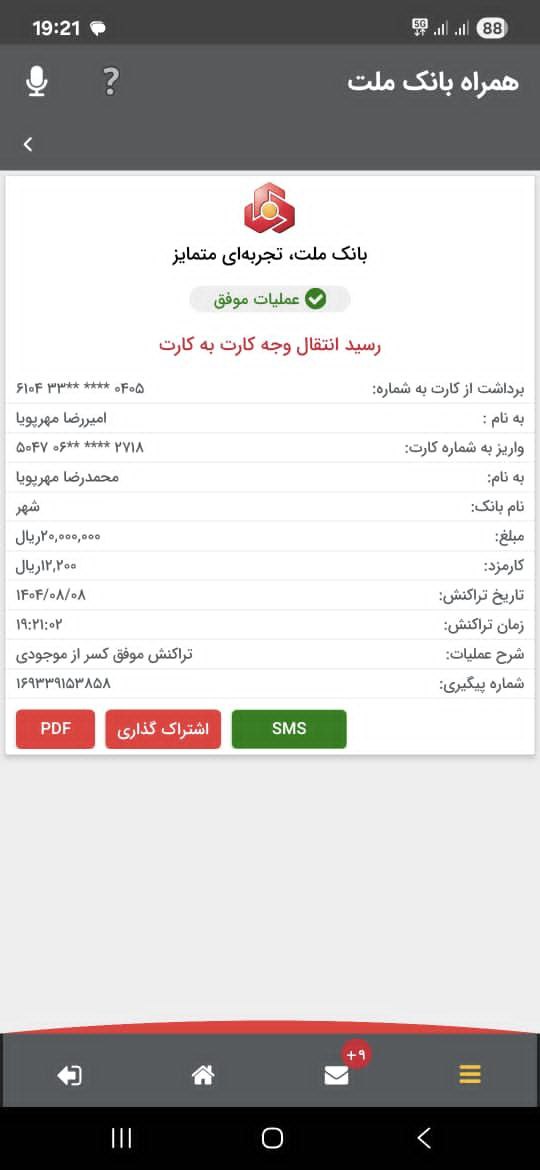 19:21
5G 88
همراه بانک ملت
?
بانک ملت، تجربه‌ای متمایز
عملیات موفق
رسید انتقال وجه کارت به کارت
برداشت از کارت به شماره: ۶۱۰۴ ۳۳** **** ۰۴۰۵
به نام : امیررضا مهرپویا
واریز به شماره کارت: ۵۰۴۷ ۰۶** **** ۲۷۱۸
به نام: محمدرضا مهرپویا
نام بانک: شهر
مبلغ: ۲۰,۰۰۰,۰۰۰ریال
کارمزد: ۱۲,۲۰۰ریال
تاریخ تراکنش: ۱۴۰۴/۰۸/۰۸
زمان تراکنش: ۱۹:۲۱:۰۲
شرح عملیات: تراکنش موفق کسر از موجودی
شماره پیگیری: ۱۶۹۳۳۹۱۵۳۸۵۸
SMS
اشتراک گذاری
PDF
+۹